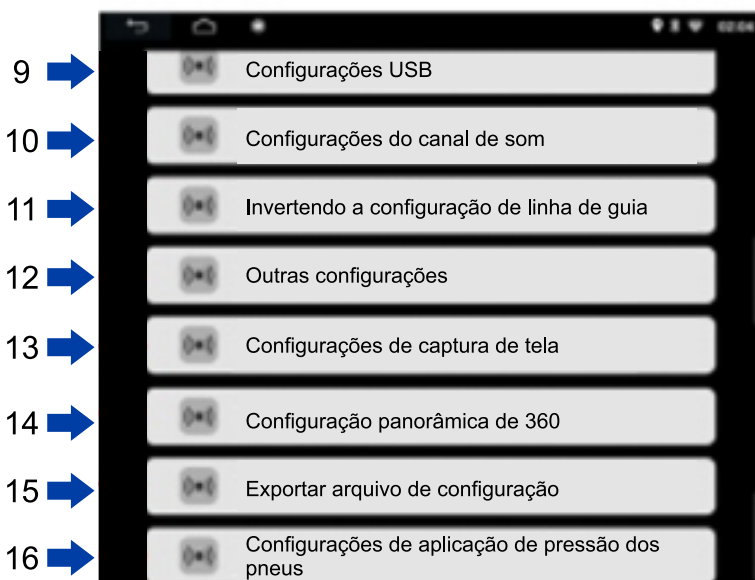 02:04
9 Configurações USB
10 Configurações do canal de som
11 Invertendo a configuração de linha de guia
12 Outras configurações
13 Configurações de captura de tela
14 Configuração panorâmica de 360
15 Exportar arquivo de configuração
16 Configurações de aplicação de pressão dos
pneus